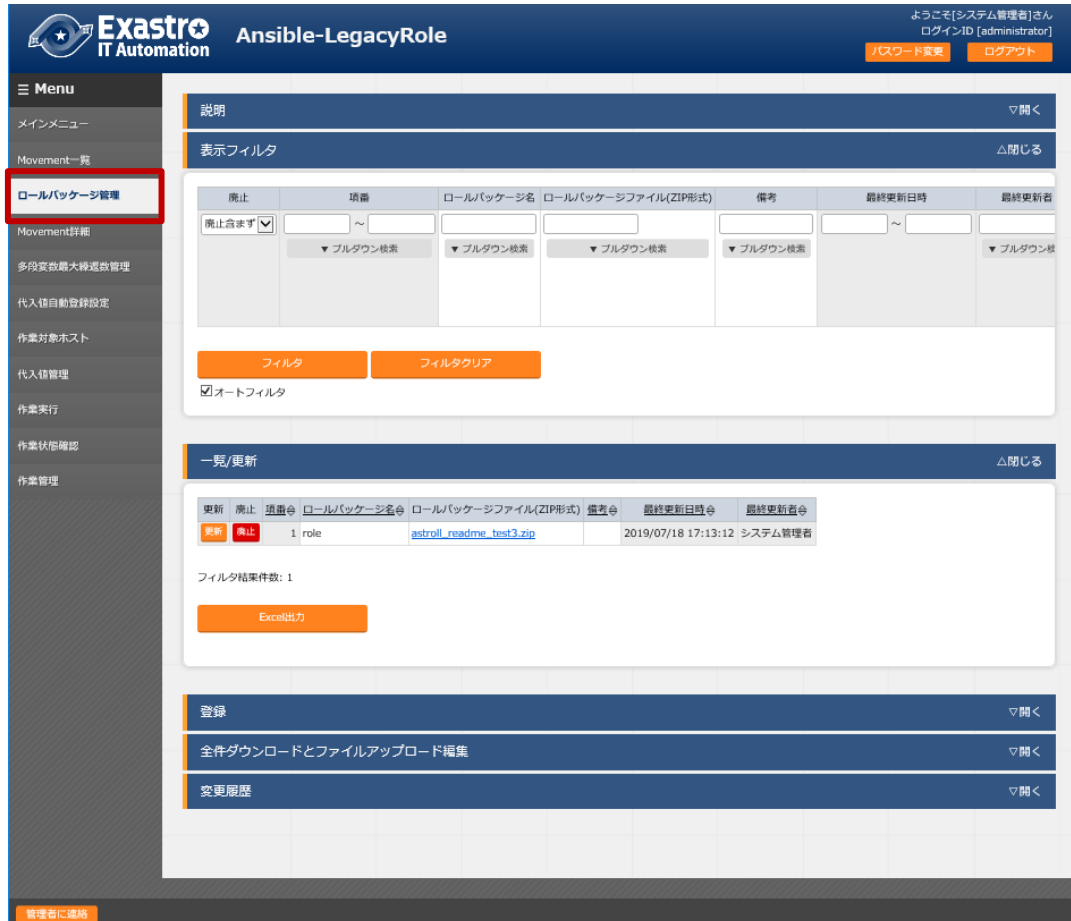 Exastro
IT Automation
Ansible-LegacyRole
ようこそ[システム管理者]さん
ログインID [administrator]
パスワード変更 ログアウト
☰ Menu
メインメニュー
Movement一覧
ロールパッケージ管理
Movement詳細
多段変数最大繰返数管理
代入値自動登録設定
作業対象ホスト
代入値管理
作業実行
作業状態確認
作業管理
説明 ▽開く
表示フィルタ △閉じる
廃止 項番 ロールパッケージ名 ロールパッケージファイル(ZIP形式) 備考 最終更新日時 最終更新者
廃止含まず ～ ～
▼ プルダウン検索 ▼ プルダウン検索 ▼ プルダウン検索 ▼ プルダウン検索 ▼ プルダウン検
フィルタ フィルタクリア
オートフィルタ
一覧/更新 △閉じる
更新 廃止 項番 ロールパッケージ名 ロールパッケージファイル(ZIP形式) 備考 最終更新日時 最終更新者
更新 廃止 1 role astroll_readme_test3.zip 2019/07/18 17:13:12 システム管理者
フィルタ結果件数: 1
Excel出力
登録 ▽開く
全件ダウンロードとファイルアップロード編集 ▽開く
変更履歴 ▽開く
管理者に連絡